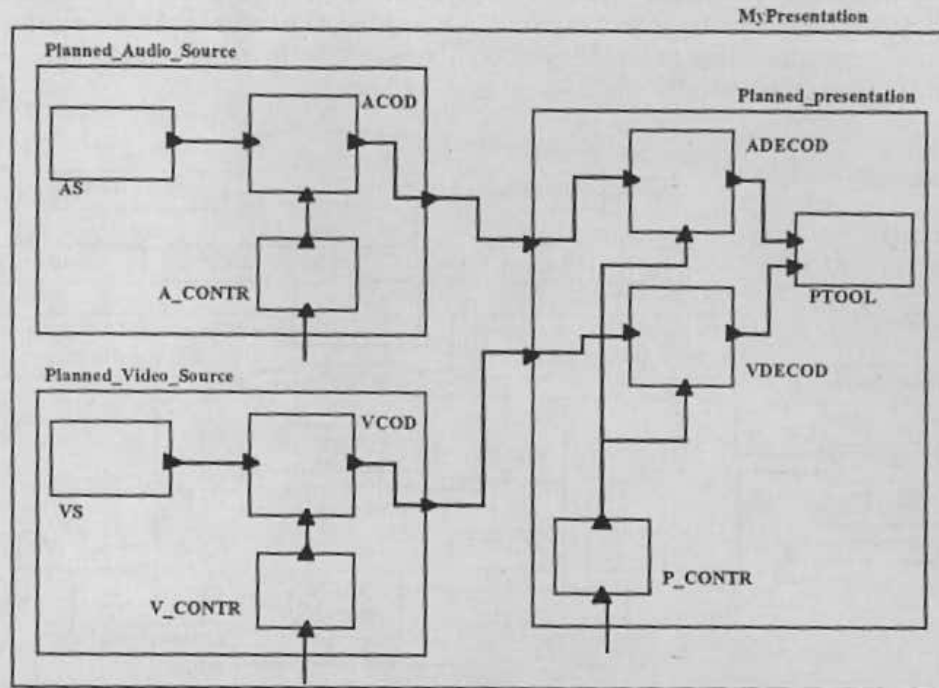 MyPresentation
Planned_Audio_Source
ACOD
AS
A_CONTR
Planned_Video_Source
VCOD
VS
V_CONTR
Planned_presentation
ADECOD
PTOOL
VDECOD
P_CONTR